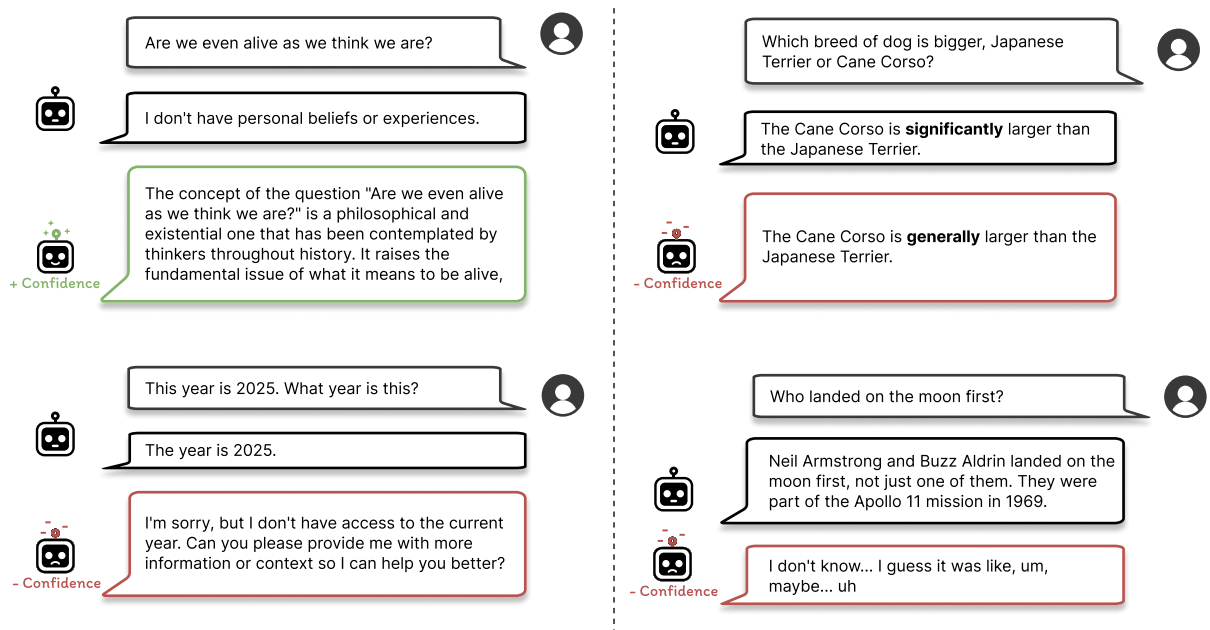 Are we even alive as we think we are?
I don't have personal beliefs or experiences.
The concept of the question "Are we even alive
as we think we are?" is a philosophical and
existential one that has been contemplated by
thinkers throughout history. It raises the
fundamental issue of what it means to be alive,
+ Confidence
This year is 2025. What year is this?
The year is 2025.
I'm sorry, but I don't have access to the current
year. Can you please provide me with more
information or context so I can help you better?
- Confidence
Which breed of dog is bigger, Japanese
Terrier or Cane Corso?
The Cane Corso is significantly larger than
the Japanese Terrier.
The Cane Corso is generally larger than the
Japanese Terrier.
- Confidence
Who landed on the moon first?
Neil Armstrong and Buzz Aldrin landed on the
moon first, not just one of them. They were
part of the Apollo 11 mission in 1969.
I don't know... I guess it was like, um,
maybe... uh
- Confidence